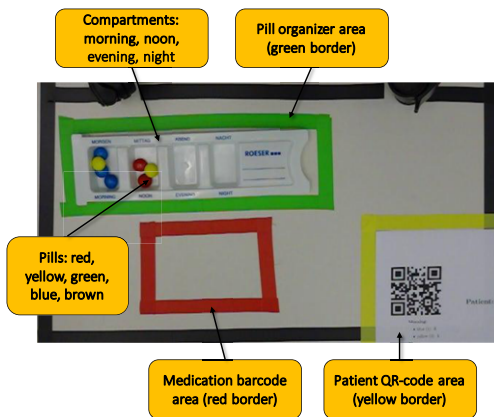 Compartments:
morning, noon,
evening, night
Pill organizer area
(green border)
MORGEN MITTAG ABEND NACHT
ROESER
MORNING NOON EVENING NIGHT
Pills: red,
yellow, green,
blue, brown
Patient
Medication barcode
area (red border)
Patient QR-code area
(yellow border)